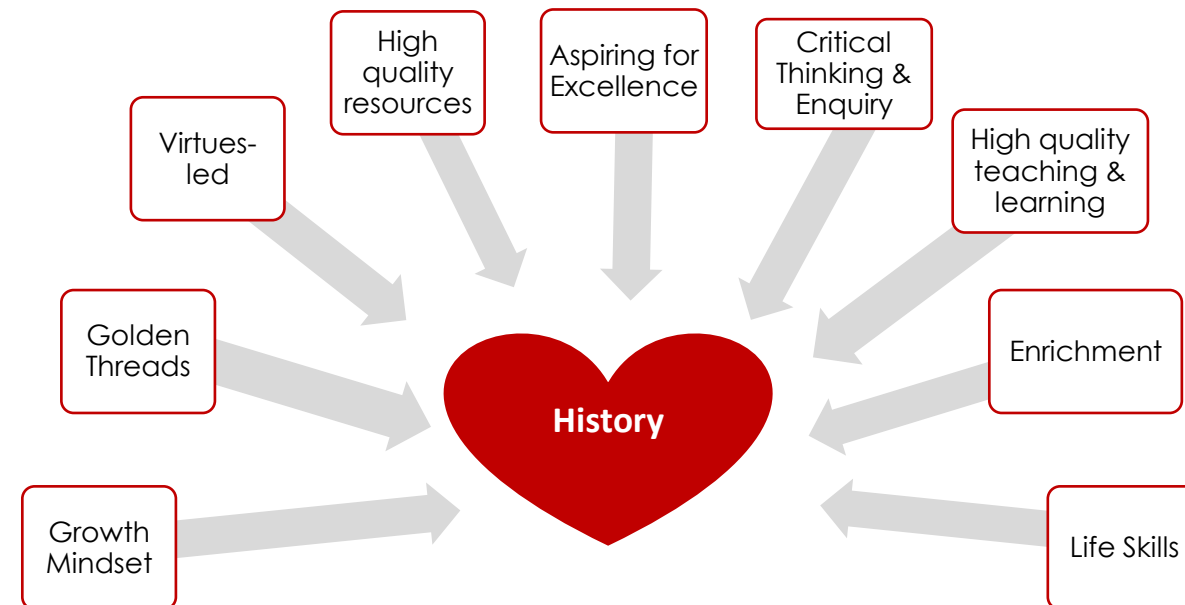 High
quality
resources
Aspiring for
Excellence
Critical
Thinking &
Enquiry
Virtues-
led
High quality
teaching &
learning
Golden
Threads
Enrichment
History
Growth
Mindset
Life Skills